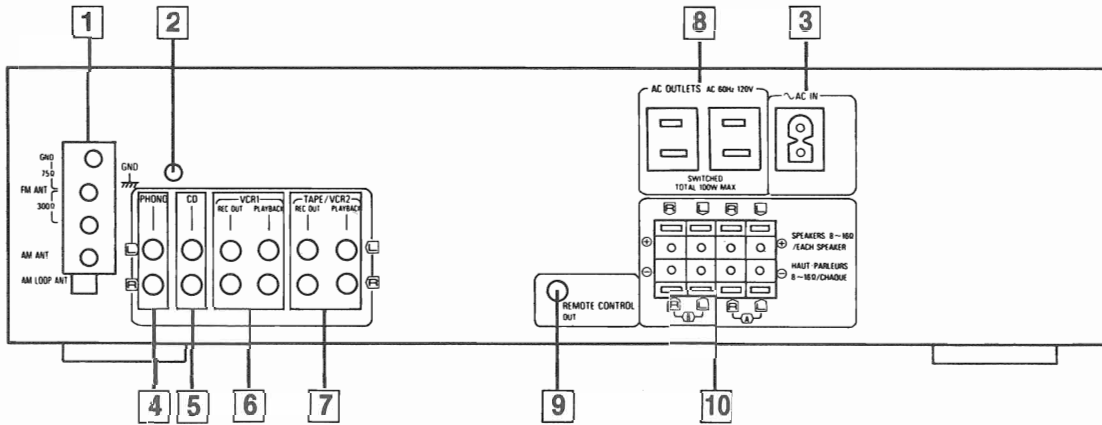 1 2 8 3
AC OUTLETS AC 60Hz 120V
∿ AC IN
SWITCHED
TOTAL 100W MAX
GND
75Ω
FM ANT
300Ω
AM ANT
AM LOOP ANT
GND
PHONO CD VCR1 TAPE/VCR2
REC OUT PLAYBACK REC OUT PLAYBACK
L L
R R
REMOTE CONTROL
OUT
R L R L
⊕ ⊕ SPEAKERS 8~16Ω
/EACH SPEAKER
⊖ ⊖ HAUT-PARLEURS
8~16Ω/CHAQUE
R L R L
B A
4 5 6 7 9 10